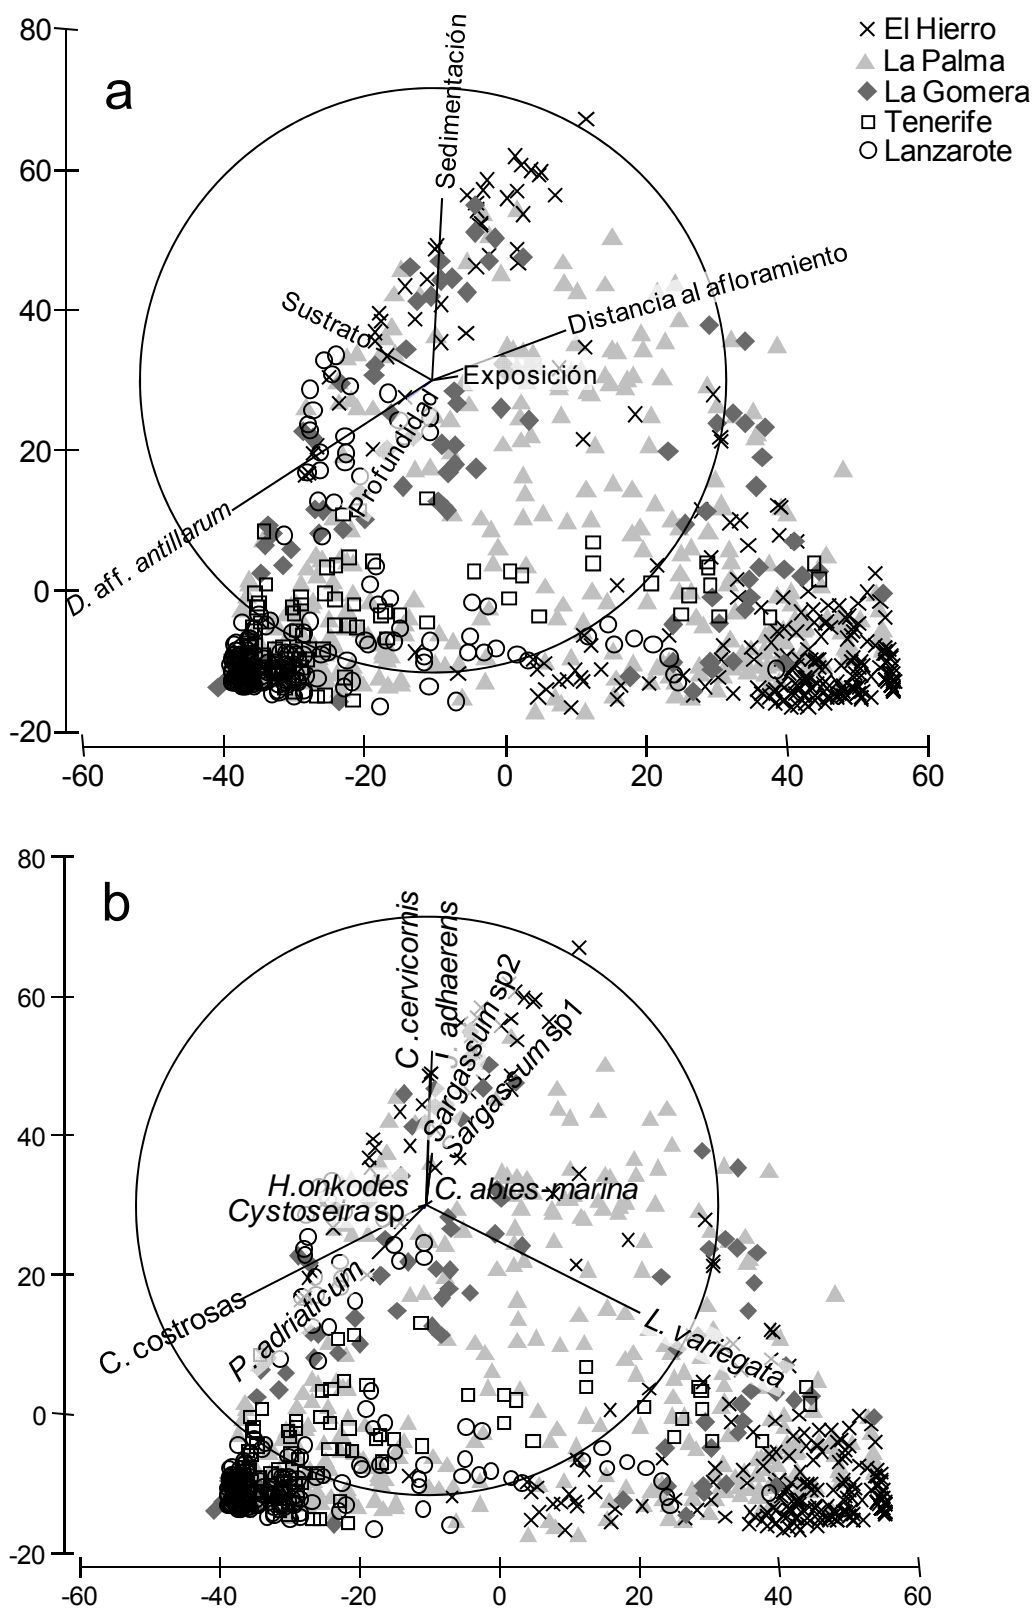 80
60
40
20
0
-20
-60
-40
-20
0
20
40
60
a
El Hierro
La Palma
La Gomera
Tenerife
Lanzarote
Sedimentación
Distancia al afloramiento
Sustrato
Exposición
Profundidad
D. aff. antillarum
80
60
40
20
0
-20
-60
-40
-20
0
20
40
60
b
C .cervicornis
adhaerens
Sargassum sp2
Sargassum sp1
H.onkodes
Cystoseira sp
C. abies-marina
C. costrosas
P. adriaticum
L. variegata